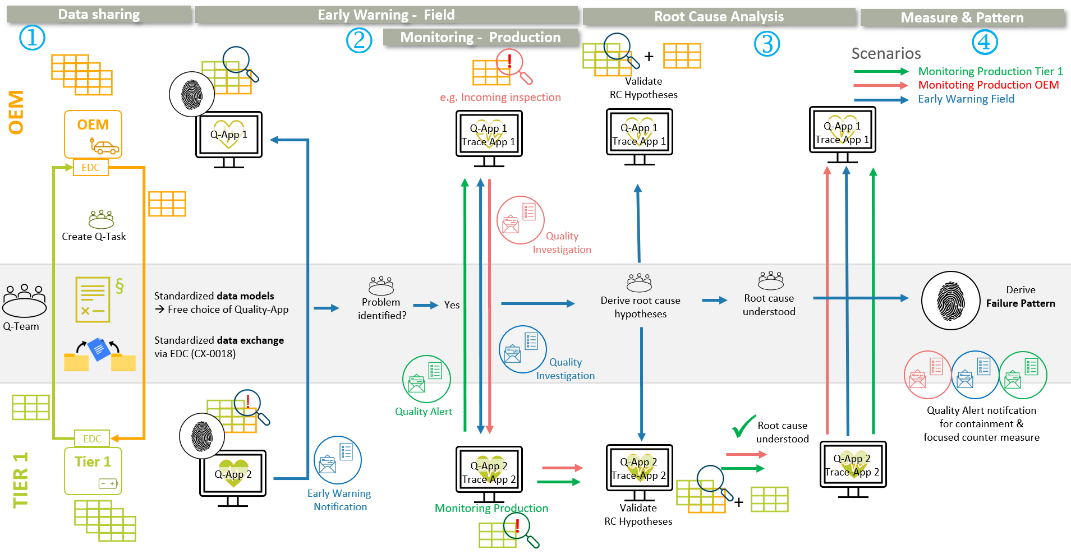 Data sharing
Early Warning - Field
Root Cause Analysis
Measure & Pattern
Monitoring - Production
1
2
3
4
Scenarios
Monitoring Production Tier 1
Monitoting Production OEM
Early Warning Field
OEM
OEM
EDC
Create Q-Task
Q-App 1
!
e.g. Incoming inspection
Q-App 1
Trace App 1
+
Validate
RC Hypotheses
Q-App 1
Trace App 1
Q-App 1
Trace App 1
Quality
Investigation
Q-Team
§
Standardized data models
→ Free choice of Quality-App
Standardized data exchange
via EDC (CX-0018)
Problem
identified?
Yes
Derive root cause
hypotheses
Root cause
understood
Derive
Failure Pattern
Quality
Investigation
Quality Alert
Quality Alert notifcation
for containment &
focused counter measure
TIER 1
EDC
Tier 1
!
Q-App 2
Early Warning
Notification
Q-App 2
Trace App 2
Monitoring Production
!
Q-App 2
Trace App 2
Validate
RC Hypotheses
+
Root cause
understood
Q-App 2
Trace App 2